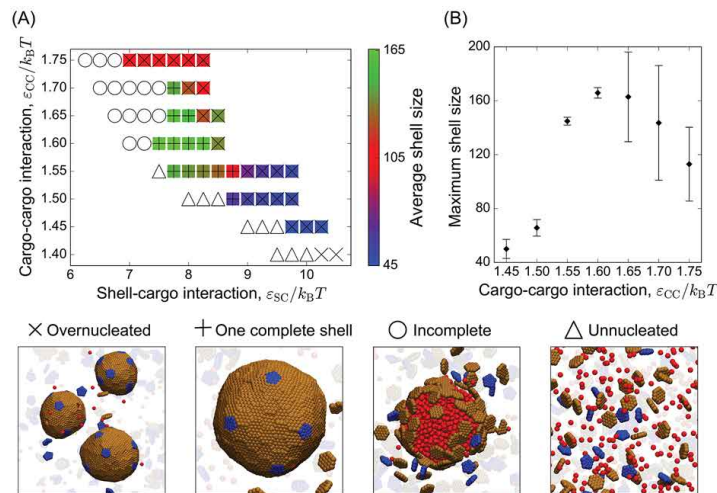 (A)
Cargo-cargo interaction, εCC/kBT
1.75
1.70
1.65
1.60
1.55
1.50
1.45
1.40
6
7
8
9
10
Shell-cargo interaction, εSC/kBT
165
105
45
Average shell size
(B)
Maximum shell size
200
160
120
80
40
1.45 1.50 1.55 1.60 1.65 1.70 1.75
Cargo-cargo interaction, εCC/kBT
× Overnucleated
+ One complete shell
○ Incomplete
△ Unnucleated